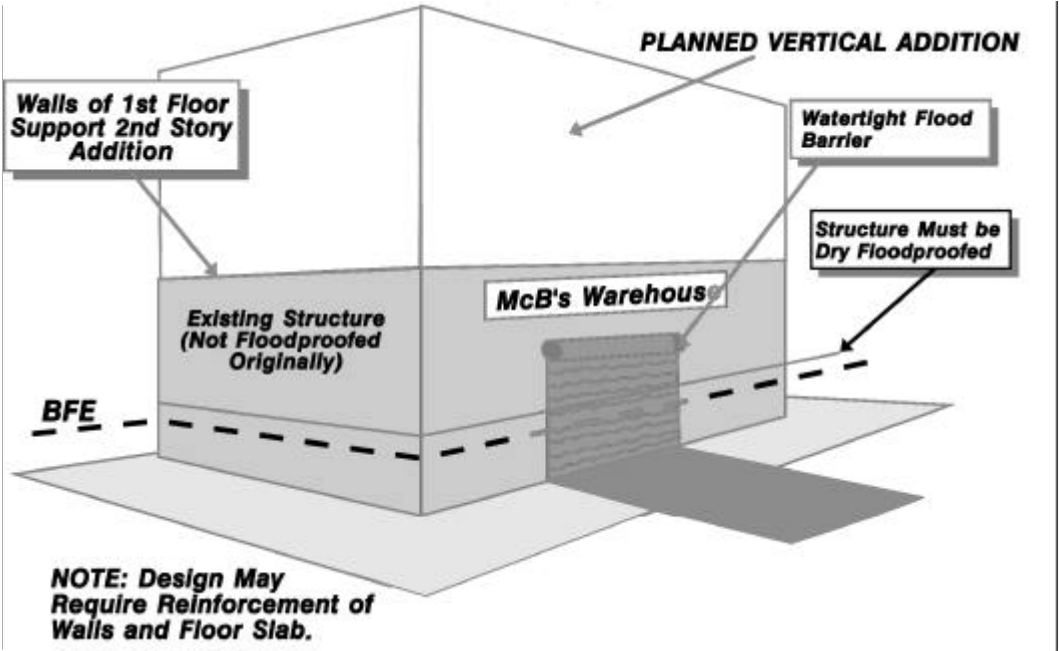 PLANNED VERTICAL ADDITION
Walls of 1st Floor
Support 2nd Story
Addition
Watertight Flood
Barrier
Structure Must be
Dry Floodproofed
McB's Warehouse
Existing Structure
(Not Floodproofed
Originally)
BFE
NOTE: Design May
Require Reinforcement of
Walls and Floor Slab.